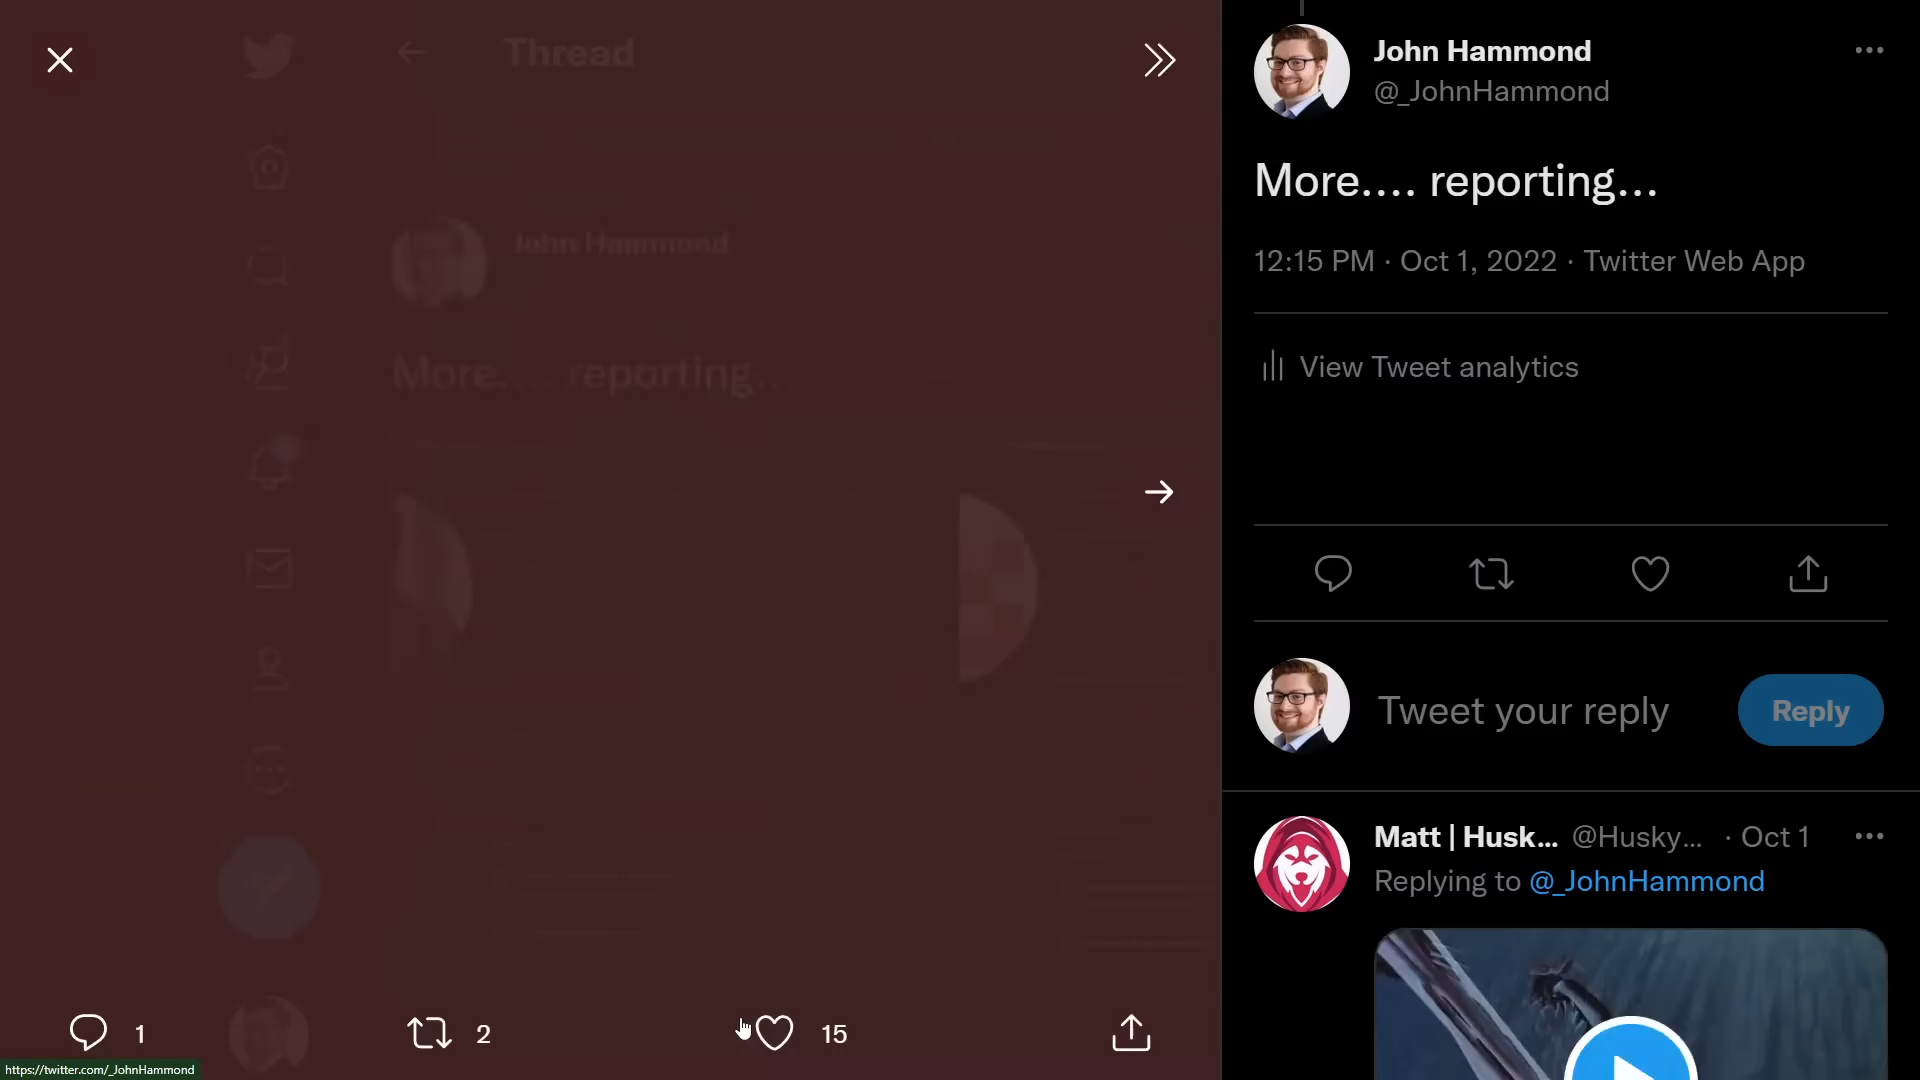 Thread
John Hammond
More.... reporting...
1
2
15
https://twitter.com/_JohnHammond
John Hammond
@_JohnHammond
More.... reporting...
12:15 PM · Oct 1, 2022 · Twitter Web App
View Tweet analytics
Tweet your reply
Reply
Matt | Husk... @Husky... · Oct 1
Replying to @_JohnHammond